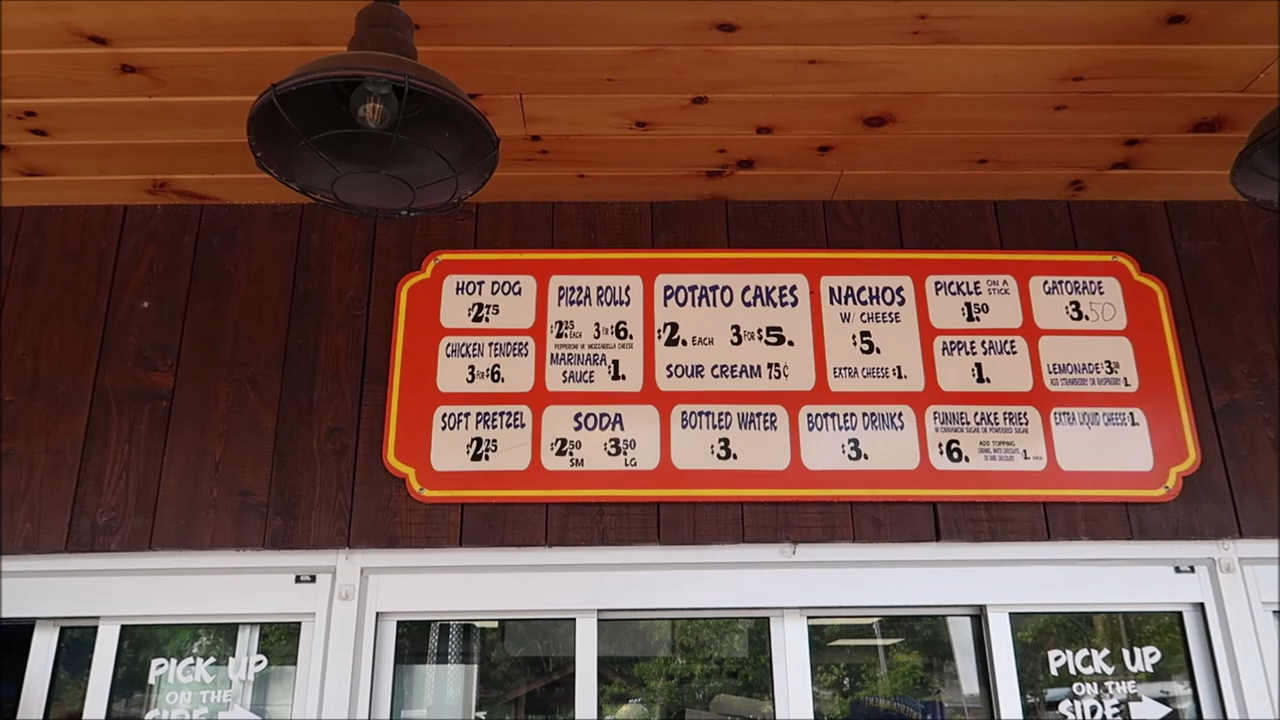 HOT DOG
$2.75
CHICKEN TENDERS
3 FOR $6.
PIZZA ROLLS
$2.25 EACH 3 FOR $6.
PEPPERONI W/ MOZZARELLA CHEESE
MARINARA
SAUCE $1.
POTATO CAKES
$2. EACH 3 FOR $5.
SOUR CREAM 75¢
NACHOS
W/ CHEESE
$5.
EXTRA CHEESE $1.
PICKLE ON A
STICK
$1.50
APPLE SAUCE
$1.
GATORADE
$3.50
LEMONADE $3.50
ADD STRAWBERRY OR RASPBERRY $1.
SOFT PRETZEL
$2.75
SODA
$2.50 $3.50
SM LG
BOTTLED WATER
$3.
BOTTLED DRINKS
$3.
FUNNEL CAKE FRIES
W/ CINNAMON SUGAR OR POWDERED SUGAR
$6. ADD TOPPING
CARAMEL, WHITE CHOCOLATE
OR DARK CHOCOLATE $1. EACH
EXTRA LIQUID CHEESE $1.
PICK UP
ON THE
SIDE
PICK UP
ON THE
SIDE
ENTERTAINMENT